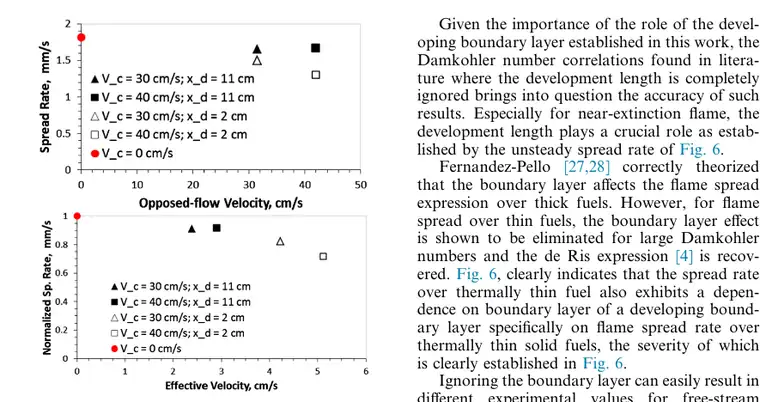 2
1.5
1
0.5
0
Spread Rate, mm/s
V_c = 30 cm/s; x_d = 11 cm
V_c = 40 cm/s; x_d = 11 cm
V_c = 30 cm/s; x_d = 2 cm
V_c = 40 cm/s; x_d = 2 cm
V_c = 0 cm/s
0 10 20 30 40 50
Opposed-flow Velocity, cm/s
1
0.8
0.6
0.4
0.2
0
Normalized Sp. Rate, mm/s
V_c = 30 cm/s; x_d = 11 cm
V_c = 40 cm/s; x_d = 11 cm
V_c = 30 cm/s; x_d = 2 cm
V_c = 40 cm/s; x_d = 2 cm
V_c = 0 cm/s
0 1 2 3 4 5 6
Effective Velocity, cm/s
Given the importance of the role of the devel-
oping boundary layer established in this work, the
Damkohler number correlations found in litera-
ture where the development length is completely
ignored brings into question the accuracy of such
results. Especially for near-extinction flame, the
development length plays a crucial role as estab-
lished by the unsteady spread rate of Fig. 6.
Fernandez-Pello [27,28] correctly theorized
that the boundary layer affects the flame spread
expression over thick fuels. However, for flame
spread over thin fuels, the boundary layer effect
is shown to be eliminated for large Damkohler
numbers and the de Ris expression [4] is recov-
ered. Fig. 6, clearly indicates that the spread rate
over thermally thin fuel also exhibits a depen-
dence on boundary layer of a developing bound-
ary layer specifically on flame spread rate over
thermally thin solid fuels, the severity of which
is clearly established in Fig. 6.
Ignoring the boundary layer can easily result in
different experimental values for free-stream